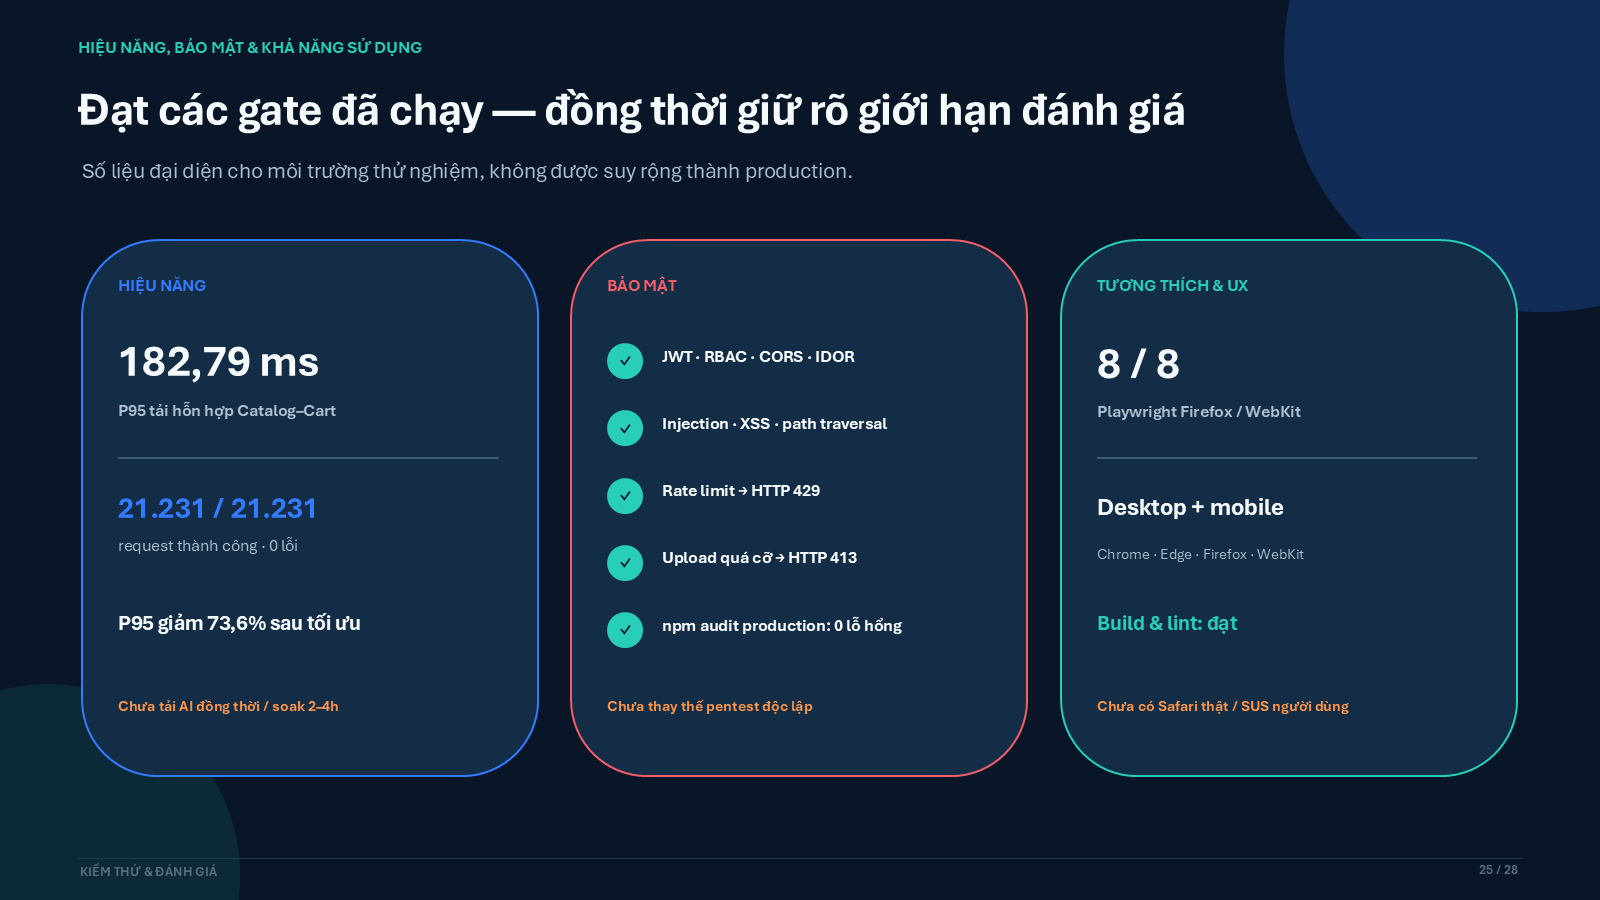 HIỆU NĂNG, BẢO MẬT & KHẢ NĂNG SỬ DỤNG
Đạt các gate đã chạy — đồng thời giữ rõ giới hạn đánh giá
Số liệu đại diện cho môi trường thử nghiệm, không được suy rộng thành production.
HIỆU NĂNG
182,79 ms
P95 tải hỗn hợp Catalog–Cart
21.231 / 21.231
request thành công · 0 lỗi
P95 giảm 73,6% sau tối ưu
Chưa tải AI đồng thời / soak 2–4h
BẢO MẬT
JWT · RBAC · CORS · IDOR
Injection · XSS · path traversal
Rate limit → HTTP 429
Upload quá cỡ → HTTP 413
npm audit production: 0 lỗ hổng
Chưa thay thế pentest độc lập
TƯƠNG THÍCH & UX
8 / 8
Playwright Firefox / WebKit
Desktop + mobile
Chrome · Edge · Firefox · WebKit
Build & lint: đạt
Chưa có Safari thật / SUS người dùng
KIỂM THỬ & ĐÁNH GIÁ
25 / 28